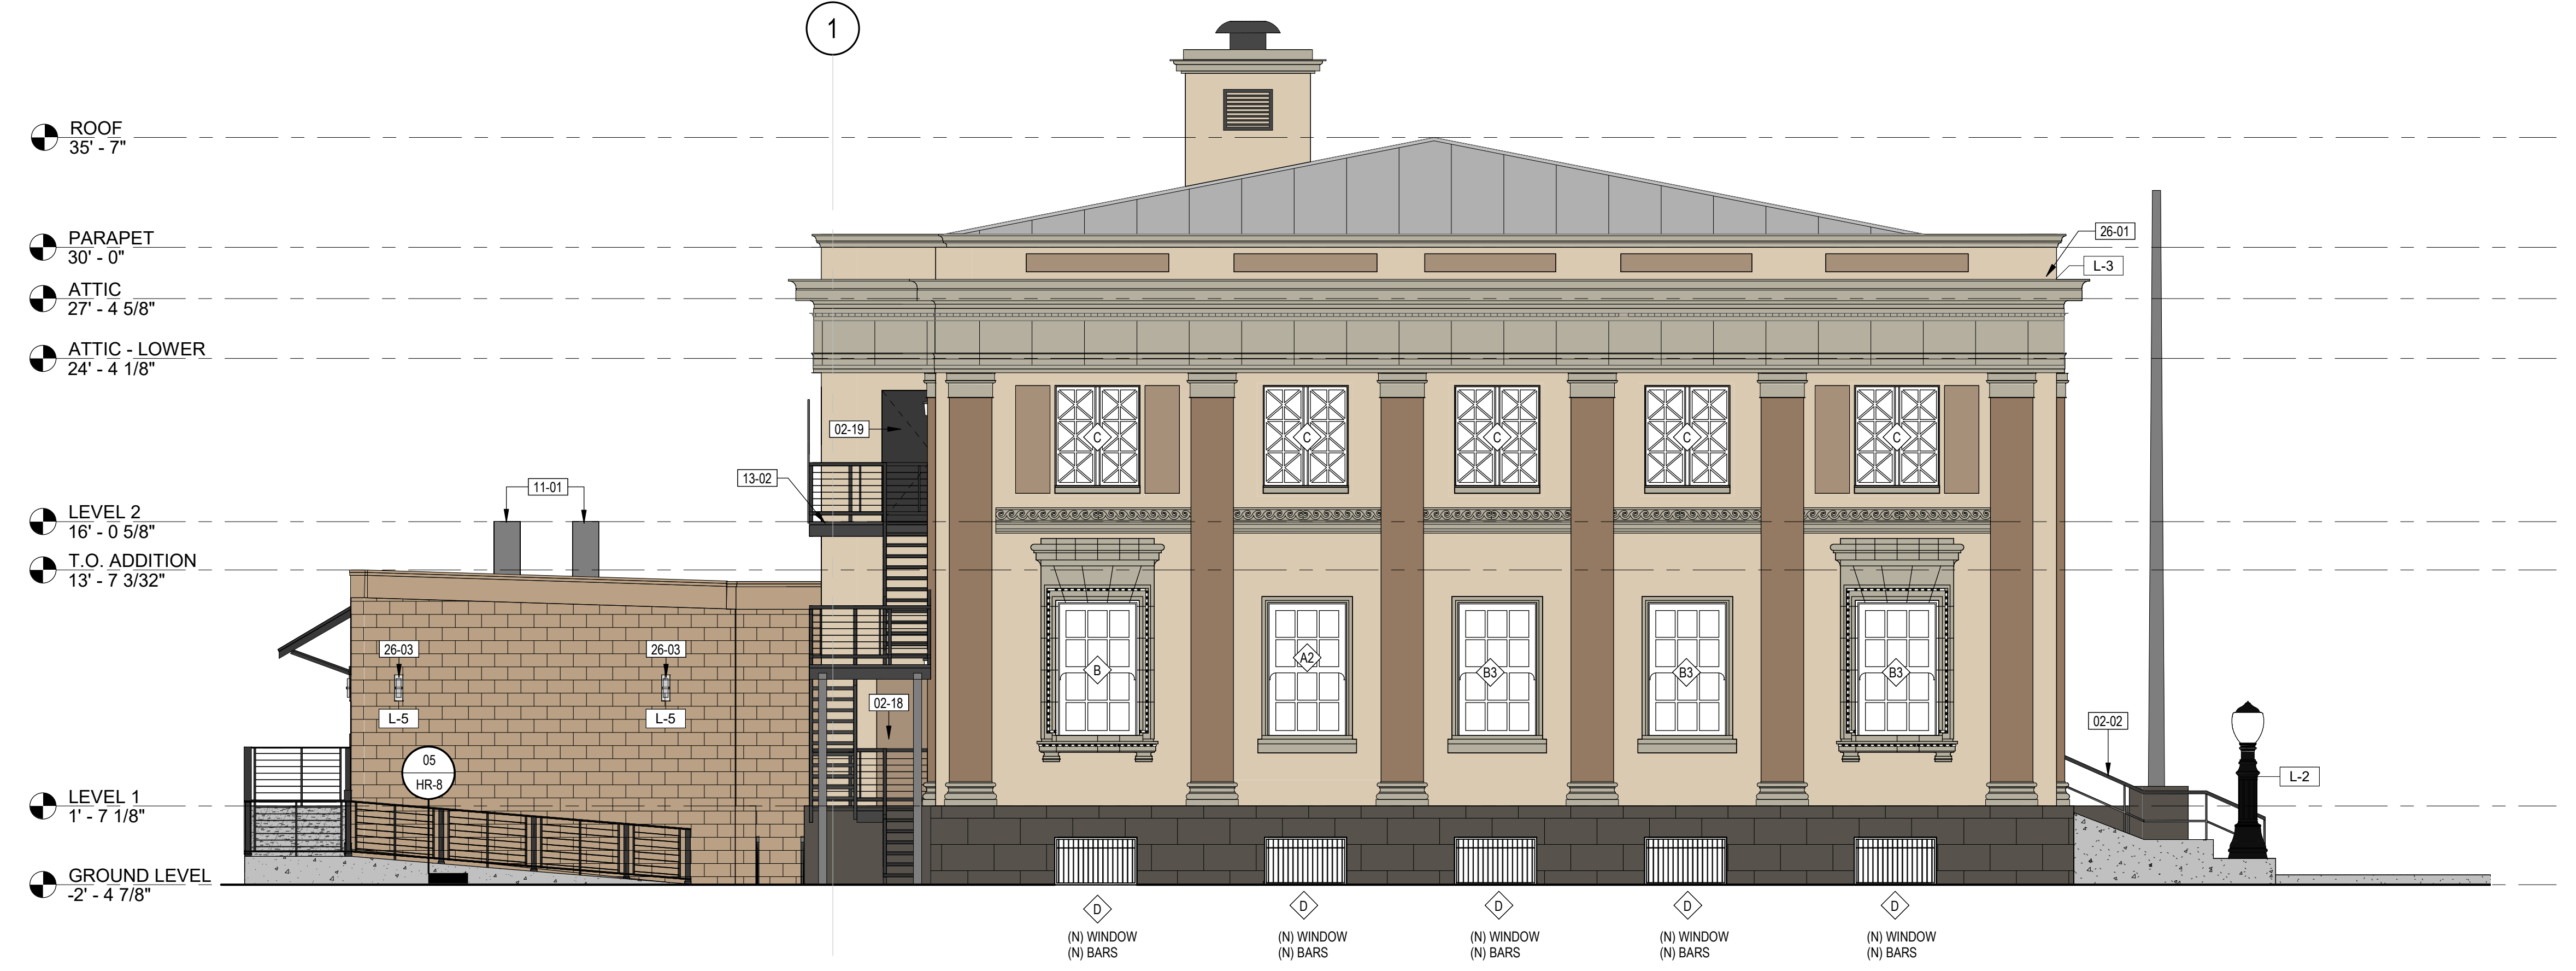 1
ROOF
35' - 7"
PARAPET
30' - 0"
26-01
L-3
ATTIC
27' - 4 5/8"
ATTIC - LOWER
24' - 4 1/8"
02-19
C
C
C
C
C
13-02
11-01
LEVEL 2
16' - 0 5/8"
T.O. ADDITION
13' - 7 3/32"
26-03
26-03
A2
B
B3
B3
B3
02-18
L-5
L-5
02-02
05
HR-8
L-2
LEVEL 1
1' - 7 1/8"
GROUND LEVEL
-2' - 4 7/8"
D
D
D
D
D
(N) WINDOW
(N) BARS
(N) WINDOW
(N) BARS
(N) WINDOW
(N) BARS
(N) WINDOW
(N) BARS
(N) WINDOW
(N) BARS